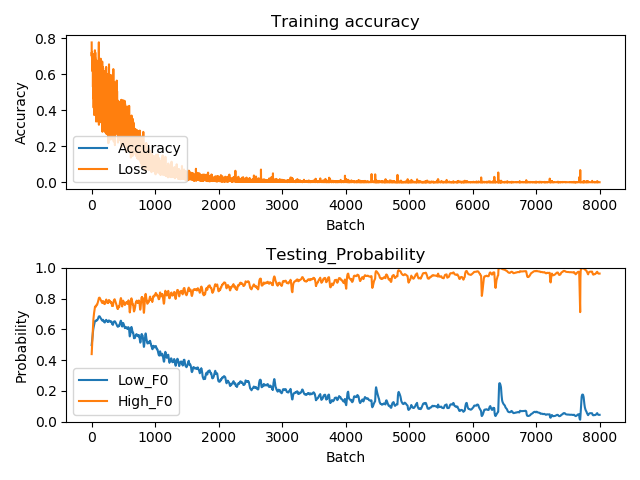 Training accuracy
0.8
0.6
0.4
0.2
0.0
Accuracy
Accuracy
Loss
0 1000 2000 3000 4000 5000 6000 7000 8000
Batch
Testing_Probability
1.0
0.8
0.6
0.4
0.2
0.0
Probability
Low_F0
High_F0
0 1000 2000 3000 4000 5000 6000 7000 8000
Batch